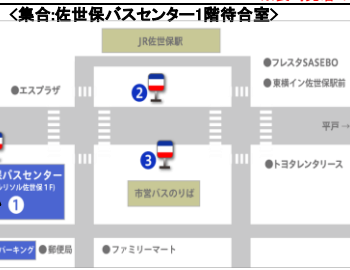 <集合:佐世保バスセンター1階待合室>
JR佐世保駅
●フレスタSASEBO
●東横イン佐世保駅前
●エスプラザ
2
平戸→
3
●トヨタレンタリース
バスセンター
リソル佐世保1F)
1
市営バスのりば
パーキング
●郵便局
●ファミリーマート